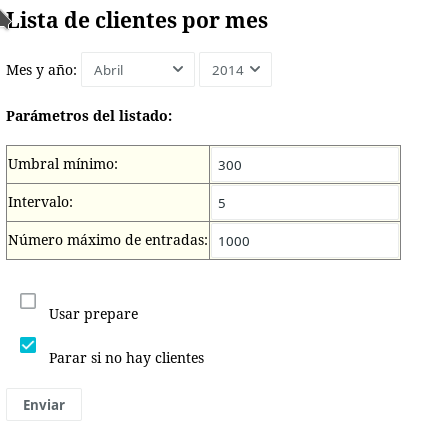 Lista de clientes por mes
Mes y año: Abril 2014
Parámetros del listado:
Umbral mínimo: 300
Intervalo: 5
Número máximo de entradas: 1000
Usar prepare
Parar si no hay clientes
Enviar